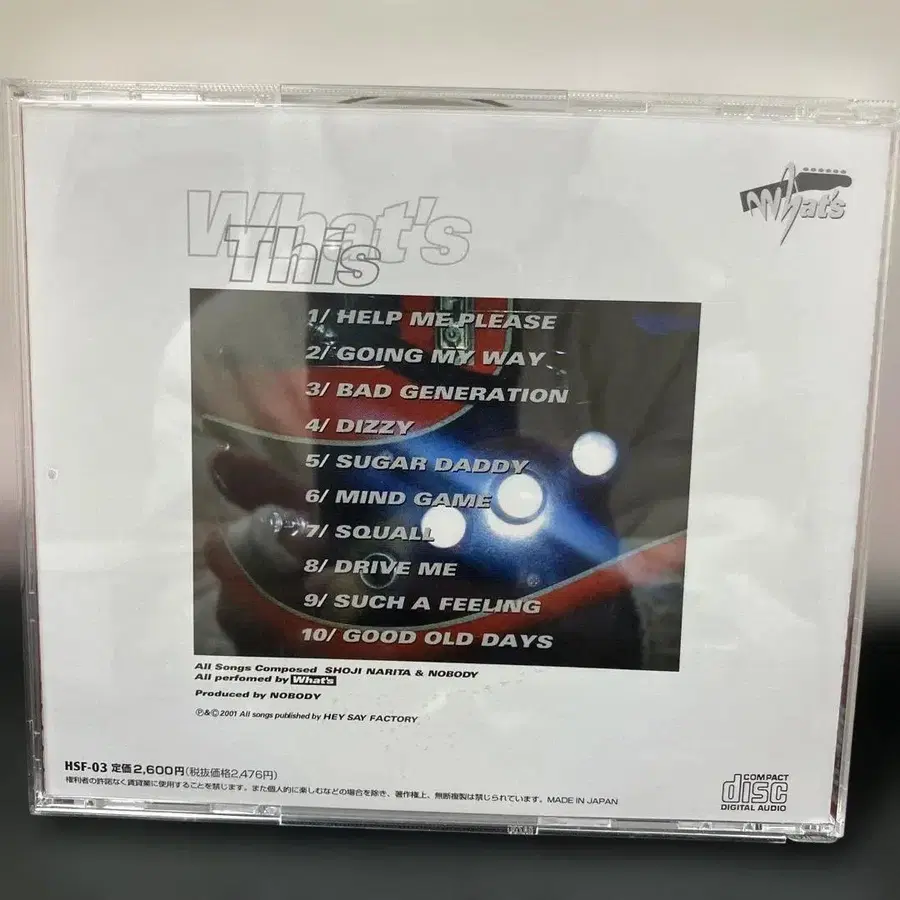 What's
What's
This
1/ HELP ME PLEASE
2/ GOING MY WAY
3/ BAD GENERATION
4/ DIZZY
5/ SUGAR DADDY
6/ MIND GAME
7/ SQUALL
8/ DRIVE ME
9/ SUCH A FEELING
10/ GOOD OLD DAYS
All Songs Composed SHOJI NARITA & NOBODY
All perfomed by What's
Produced by NOBODY
℗&©2001 All songs published by HEY SAY FACTORY
HSF-03 定価2,600円(税抜価格2,476円)
権利者の許諾なく賃貸業に使用することを禁じます。また個人的に楽しむなどの場合を除き、著作権上、無断複製は禁じられています。 MADE IN JAPAN
COMPACT
disc
DIGITAL AUDIO